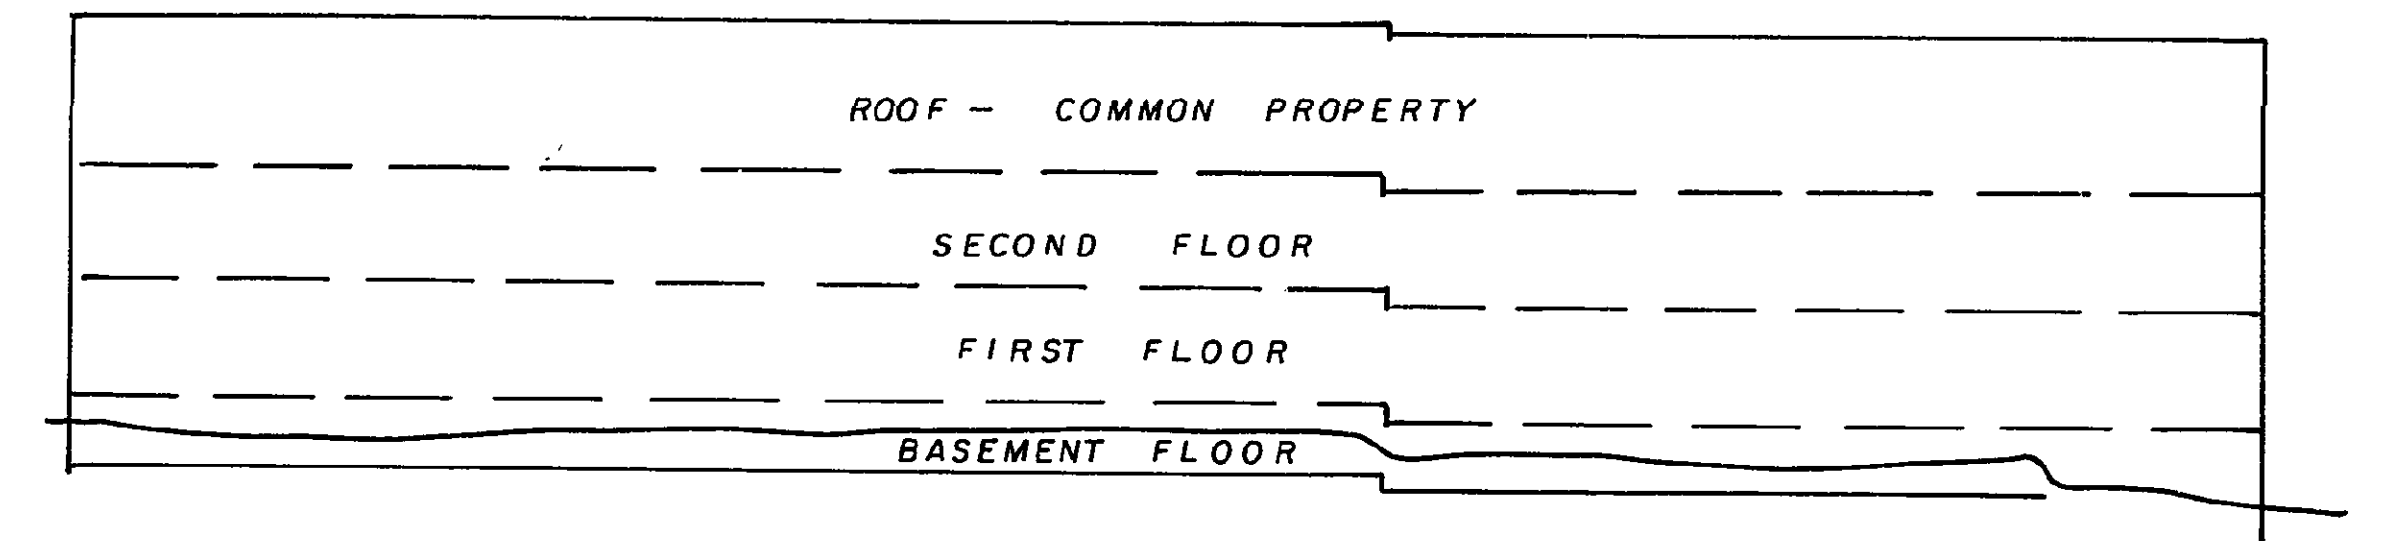 ROOF - COMMON PROPERTY
SECOND FLOOR
FIRST FLOOR
BASEMENT FLOOR